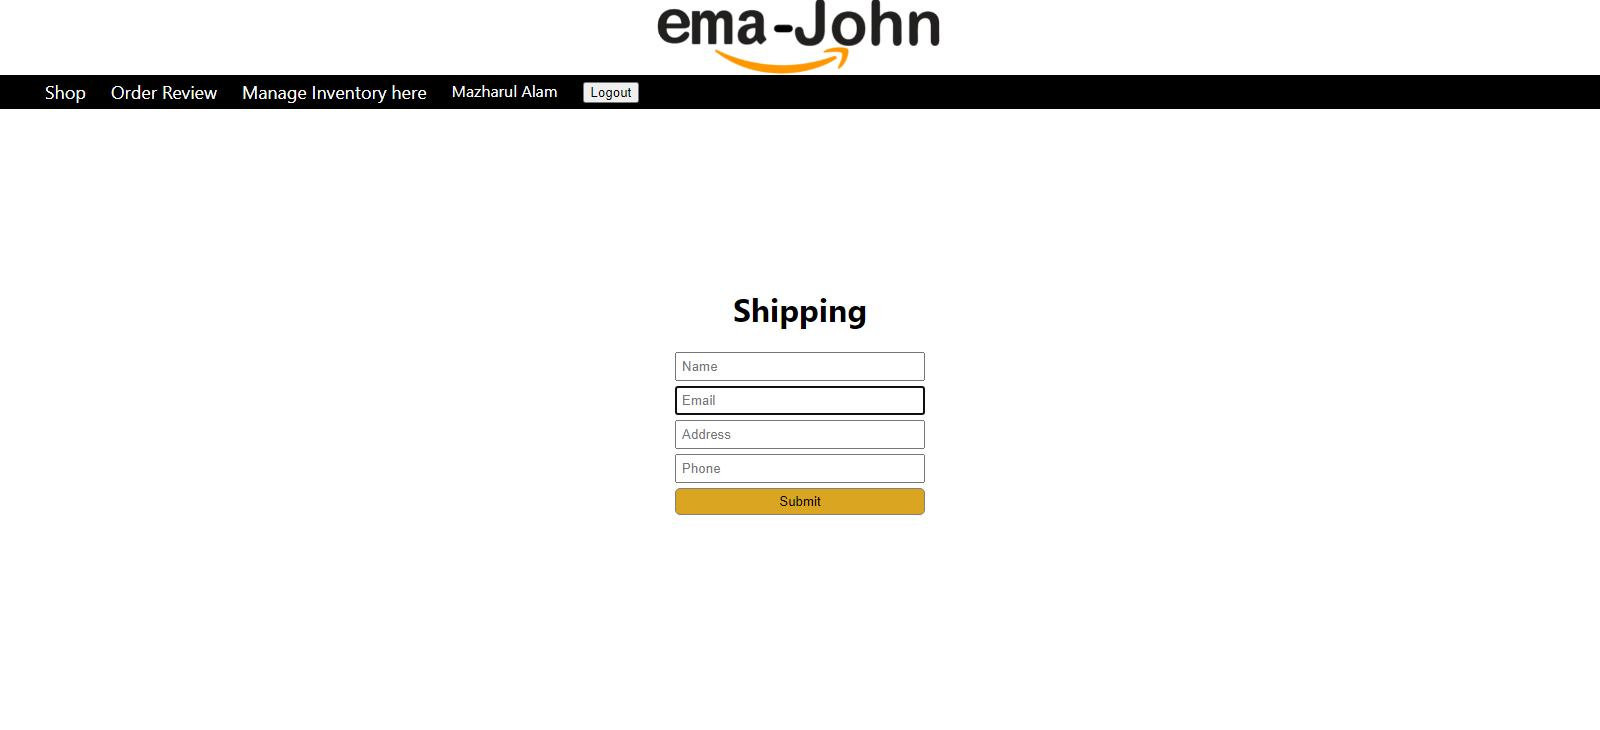 ema-John
Shop Order Review Manage Inventory here Mazharul Alam Logout
Shipping
Name
Email
Address
Phone
Submit